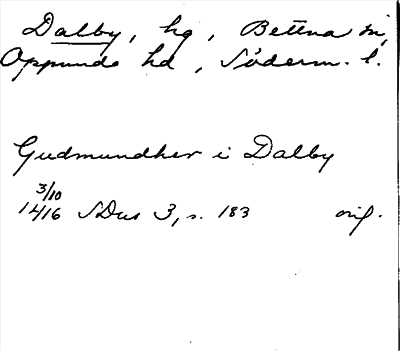 Dalby, hg, Bettna sn,
Oppunda hd, Söderm. l.
Gudmundher i Dalby
3/10
1416 SDns 3, s. 183 orig.